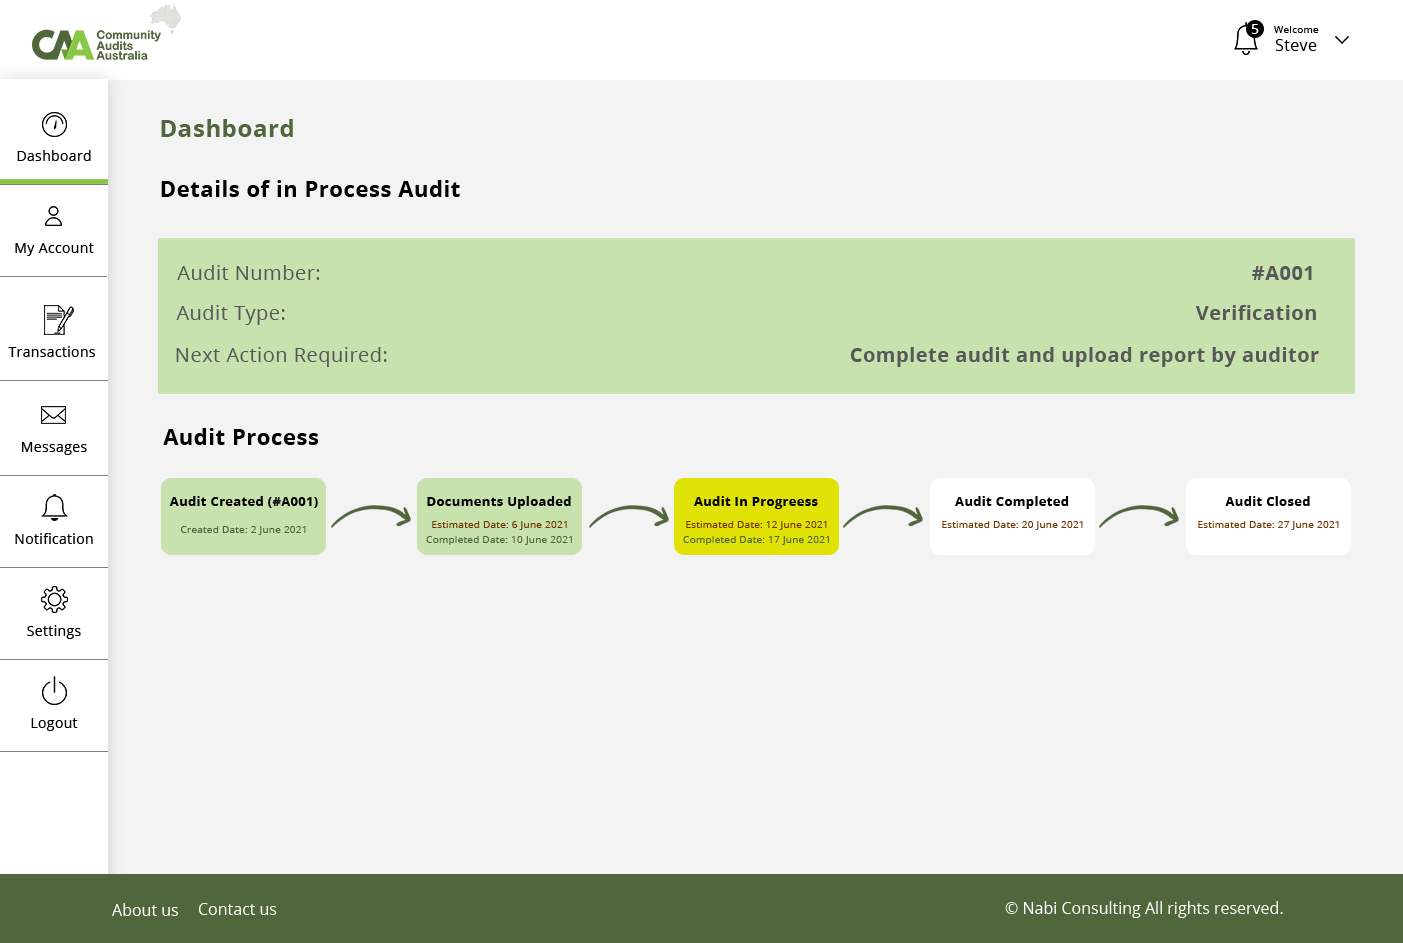 CAA Community
Audits
Australia
5
Welcome
Steve
Dashboard
My Account
Transactions
Messages
Notification
Settings
Logout
Dashboard
Details of in Process Audit
Audit Number: #A001
Audit Type: Verification
Next Action Required: Complete audit and upload report by auditor
Audit Process
Audit Created (#A001)
Created Date: 2 June 2021
Documents Uploaded
Estimated Date: 6 June 2021
Completed Date: 10 June 2021
Audit In Progreess
Estimated Date: 12 June 2021
Completed Date: 17 June 2021
Audit Completed
Estimated Date: 20 June 2021
Audit Closed
Estimated Date: 27 June 2021
About us Contact us © Nabi Consulting All rights reserved.